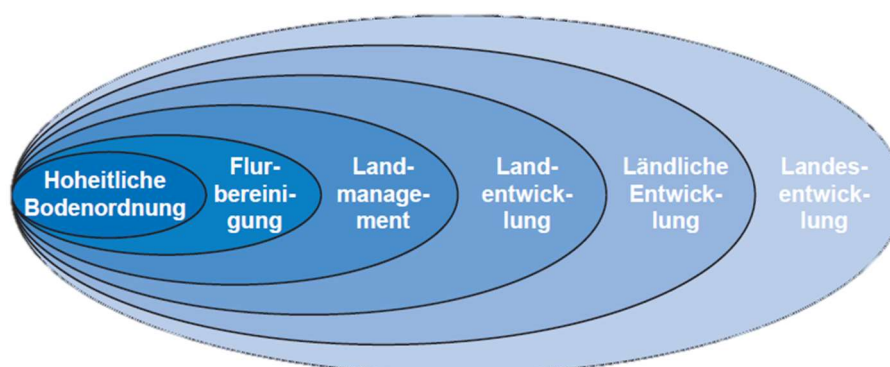 Hoheitliche
Bodenordnung
Flur-
bereini-
gung
Land-
manage-
ment
Land-
entwick-
lung
Ländliche
Entwick-
lung
Landes-
entwick-
lung